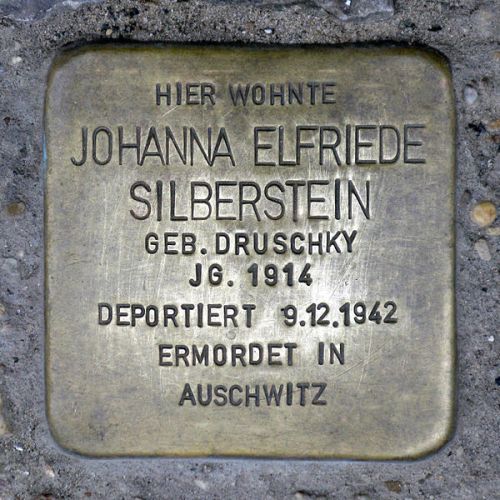 HIER WOHNTE
JOHANNA ELFRIEDE
SILBERSTEIN
GEB. DRUSCHKY
JG. 1914
DEPORTIERT 9.12.1942
ERMORDET IN
AUSCHWITZ